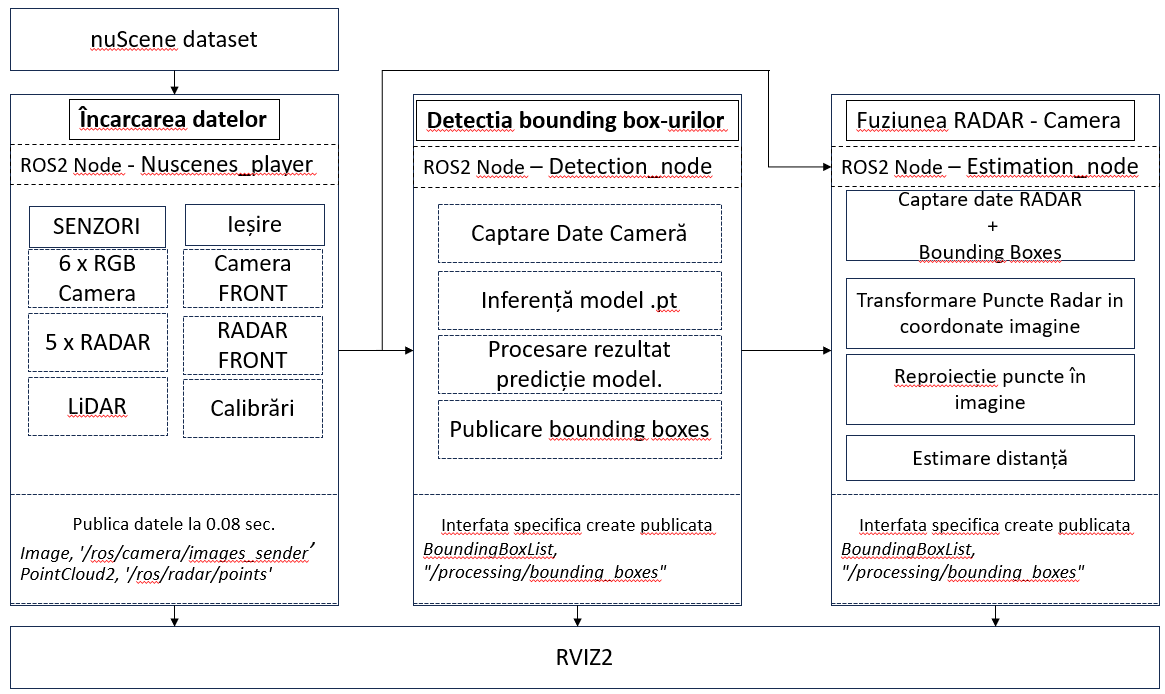 nuScene dataset
Încarcarea datelor
ROS2 Node - Nuscenes_player
SENZORI
6 x RGB
Camera
5 x RADAR
LiDAR
Ieșire
Camera
FRONT
RADAR
FRONT
Calibrări
Publica datele la 0.08 sec.
Image, '/ros/camera/images_sender'
PointCloud2, '/ros/radar/points'
Detectia bounding box-urilor
ROS2 Node – Detection_node
Captare Date Cameră
Inferență model .pt
Procesare rezultat
predicție model.
Publicare bounding boxes
Interfata specifica create publicata
BoundingBoxList,
"/processing/bounding_boxes"
Fuziunea RADAR - Camera
ROS2 Node – Estimation_node
Captare date RADAR
+
Bounding Boxes
Transformare Puncte Radar in
coordonate imagine
Reproiecție puncte în
imagine
Estimare distanță
Interfata specifica create publicata
BoundingBoxList,
"/processing/bounding_boxes"
RVIZ2